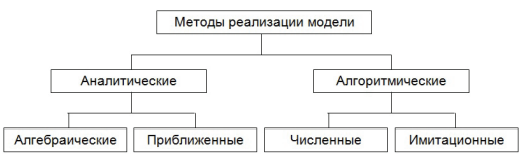 Методы реализации модели
Аналитические
Алгоритмические
Алгебраические
Приближенные
Численные
Имитационные